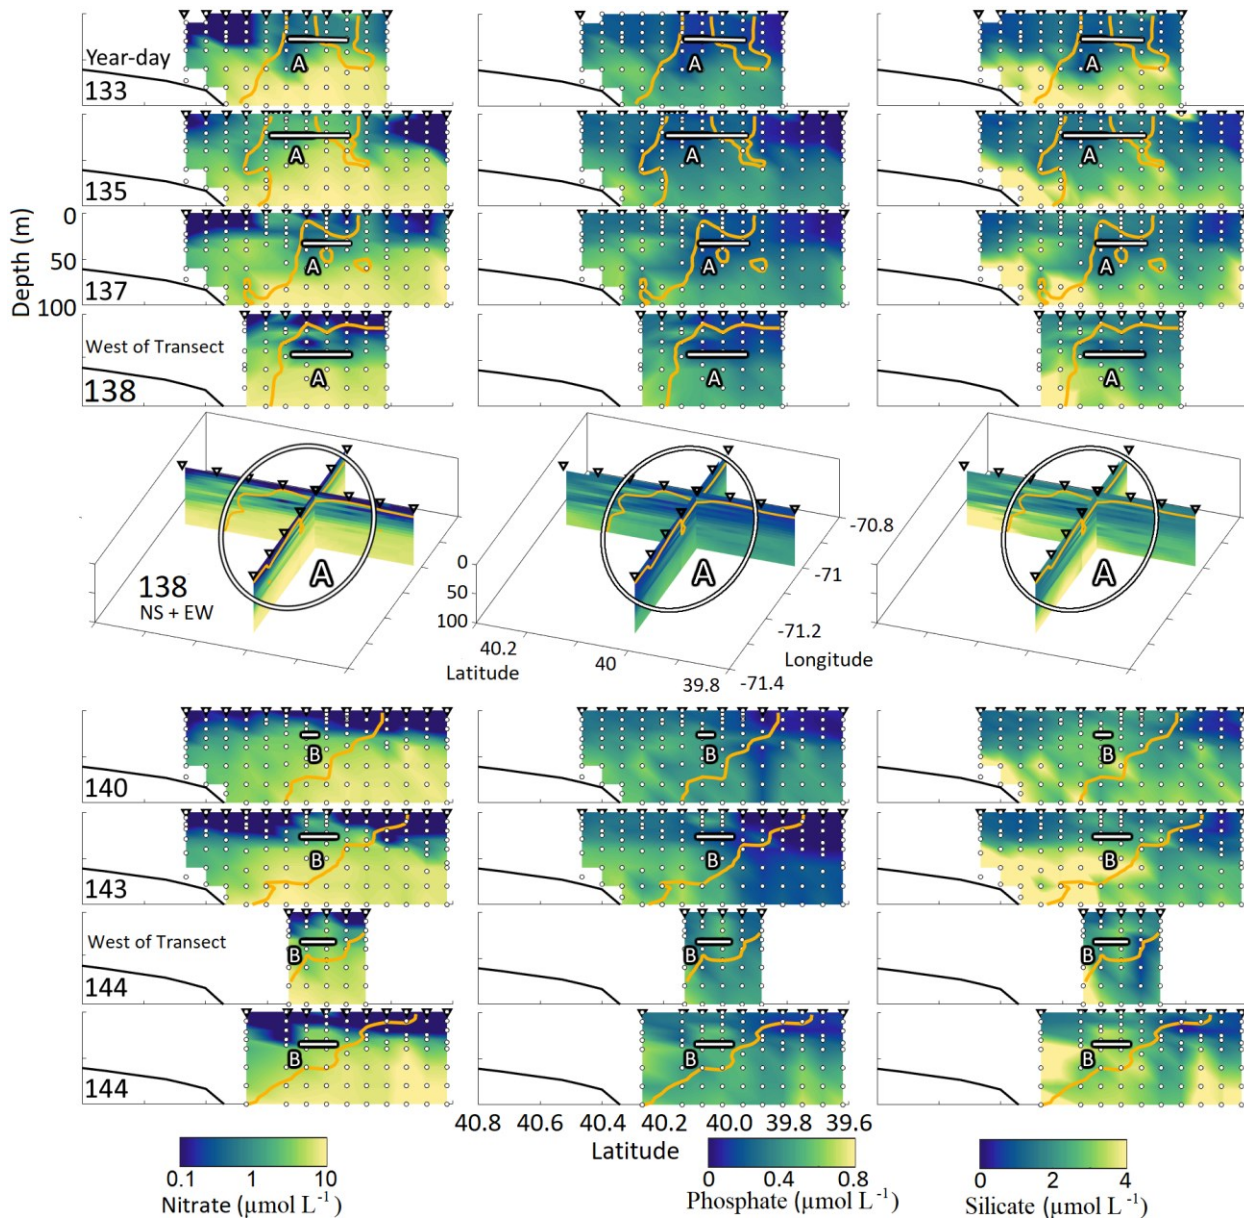 Year-day
133
A
A
A
135
A
A
A
0
50
100
Depth (m)
137
A
A
A
West of Transect
138
A
A
A
138
NS + EW
A
A
A
0
50
100
40.2
40
39.8
Latitude
-70.8
-71
-71.2
-71.4
Longitude
140
B
B
B
143
B
B
B
West of Transect
144
B
B
B
144
B
B
B
40.8 40.6 40.4 40.2 40.0 39.8 39.6
Latitude
0.1 1 10
Nitrate (µmol L⁻¹)
0 0.4 0.8
Phosphate (µmol L⁻¹)
0 2 4
Silicate (µmol L⁻¹)